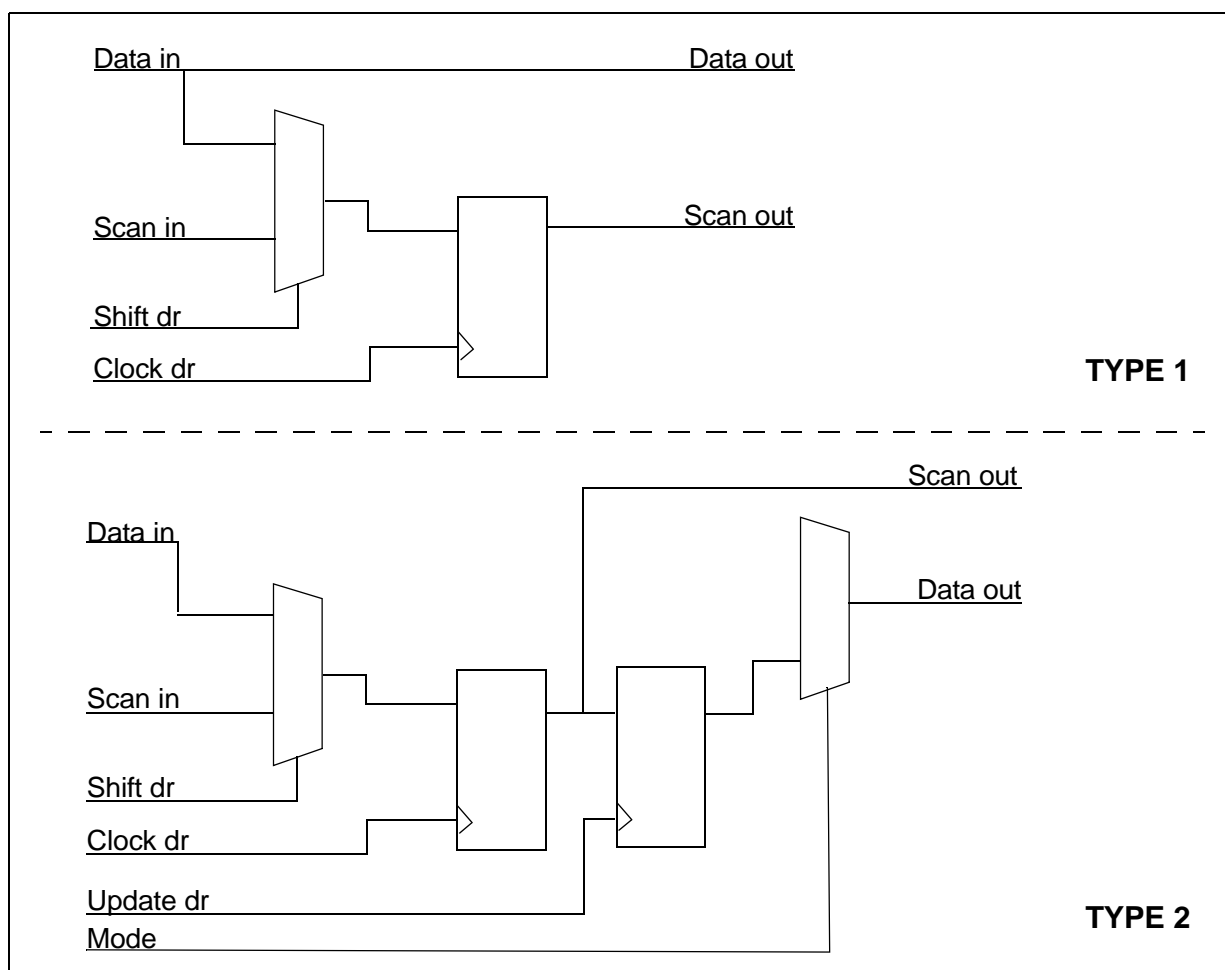 Data in
Data out
Scan in
Scan out
Shift dr
Clock dr
TYPE 1
Scan out
Data in
Data out
Scan in
Shift dr
Clock dr
Update dr
TYPE 2
Mode